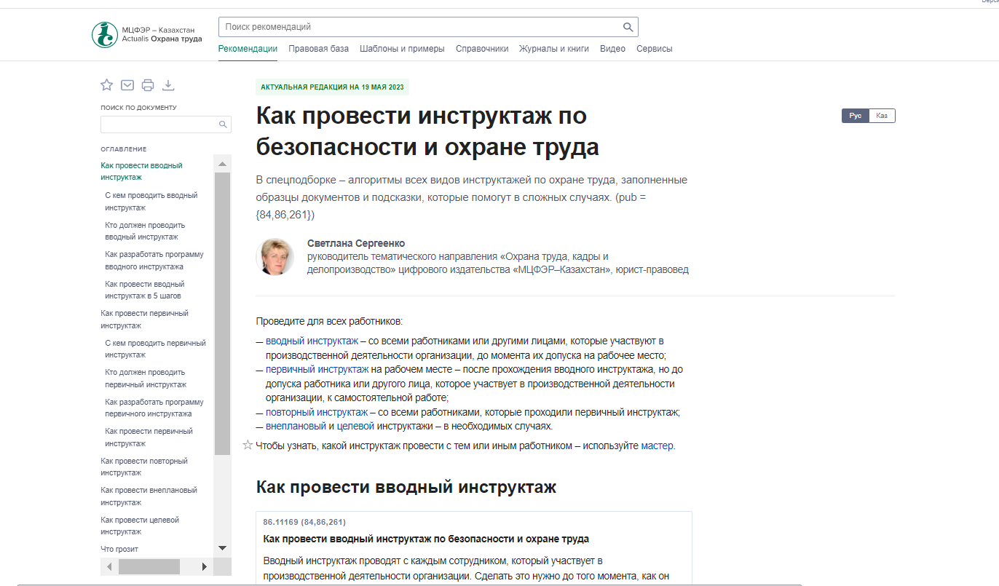 МЦФЭР – Казахстан
Actualis Охрана труда
Поиск рекомендаций
Рекомендации Правовая база Шаблоны и примеры Справочники Журналы и книги Видео Сервисы
ПОИСК ПО ДОКУМЕНТУ
ОГЛАВЛЕНИЕ
Как провести вводный
инструктаж
С кем проводить вводный
инструктаж
Кто должен проводить
вводный инструктаж
Как разработать программу
вводного инструктажа
Как провести вводный
инструктаж в 5 шагов
Как провести первичный
инструктаж
С кем проводить первичный
инструктаж
Кто должен проводить
первичный инструктаж
Как разработать программу
первичного инструктажа
Как провести первичный
инструктаж
Как провести повторный
инструктаж
Как провести внеплановый
инструктаж
Как провести целевой
инструктаж
Что грозит
АКТУАЛЬНАЯ РЕДАКЦИЯ НА 19 МАЯ 2023
Как провести инструктаж по
безопасности и охране труда
Рус Каз
В спецподборке – алгоритмы всех видов инструктажей по охране труда, заполненные
образцы документов и подсказки, которые помогут в сложных случаях. (pub =
{84,86,261})
Светлана Сергеенко
руководитель тематического направления «Охрана труда, кадры и
делопроизводство» цифрового издательства «МЦФЭР–Казахстан», юрист-правовед
Проведите для всех работников:
— вводный инструктаж – со всеми работниками или другими лицами, которые участвуют в
производственной деятельности организации, до момента их допуска на рабочее место;
— первичный инструктаж на рабочем месте – после прохождения вводного инструктажа, но до
допуска работника или другого лица, которое участвует в производственной деятельности
организации, к самостоятельной работе;
— повторный инструктаж – со всеми работниками, которые проходили первичный инструктаж;
— внеплановый и целевой инструктажи – в необходимых случаях.
Чтобы узнать, какой инструктаж провести с тем или иным работником – используйте мастер.
Как провести вводный инструктаж
86.11169 (84,86,261)
Как провести вводный инструктаж по безопасности и охране труда
Вводный инструктаж проводят с каждым сотрудником, который участвует в
производственной деятельности организации. Сделать это нужно до того момента, как он